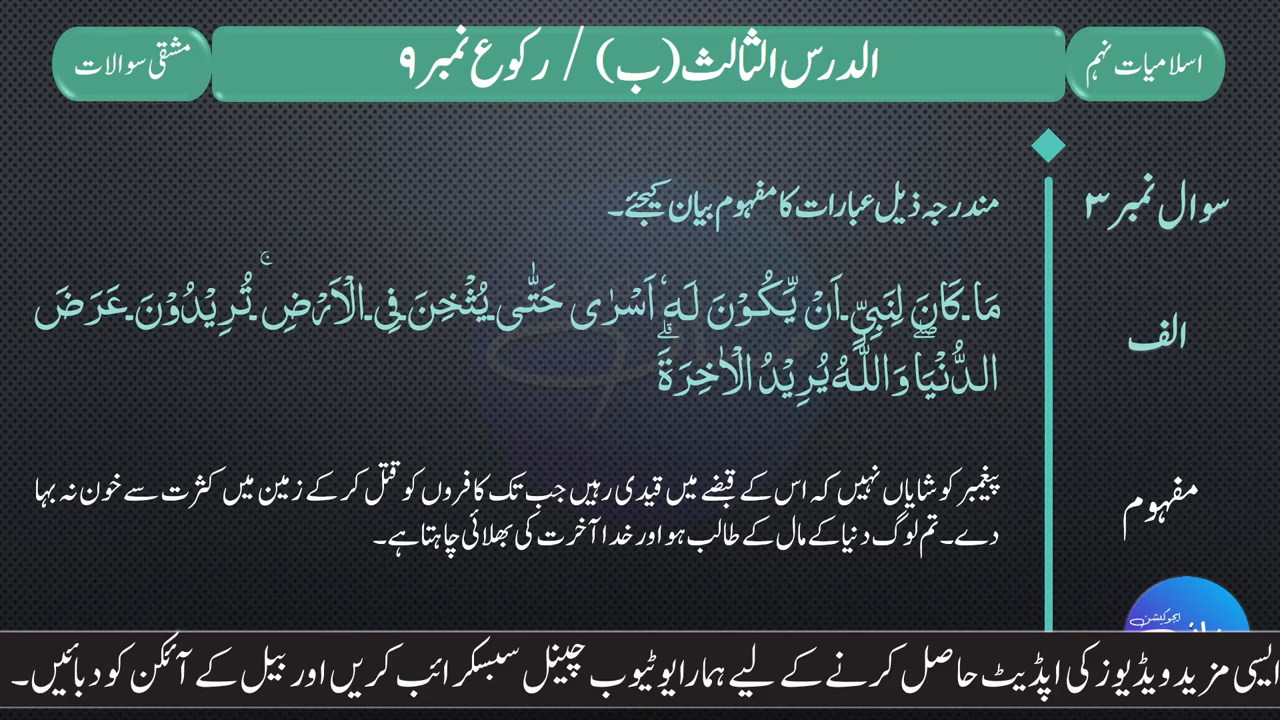 اسلامیات نہم
الدرس الثالث (ب) / رکوع نمبر ۹
مشقی سوالات
سوال نمبر ۳
مندرجہ ذیل عبارات کا مفہوم بیان کیجئے۔
الف
مَا كَانَ لِنَبِيٍّ اَنْ يَّكُوْنَ لَهٗ اَسْرٰى حَتّٰى يُثْخِنَ فِى الْاَرْضِ ۚ تُرِيْدُوْنَ عَرَضَ
الدُّنْيَا ۖ وَاللّٰهُ يُرِيْدُ الْاٰخِرَةَ ؕ
مفہوم
پیغمبر کو شایاں نہیں کہ اس کے قبضے میں قیدی رہیں جب تک کافروں کو قتل کر کے زمین میں کثرت سے خون نہ بہا
دے۔ تم لوگ دنیا کے مال کے طالب ہو اور خدا آخرت کی بھلائی چاہتا ہے۔
ایجوکیشن
ایسی مزید ویڈیوز کی اپڈیٹ حاصل کرنے کے لیے ہمارا یوٹیوب چینل سبسکرائب کریں اور بیل کے آئکن کو دبائیں۔